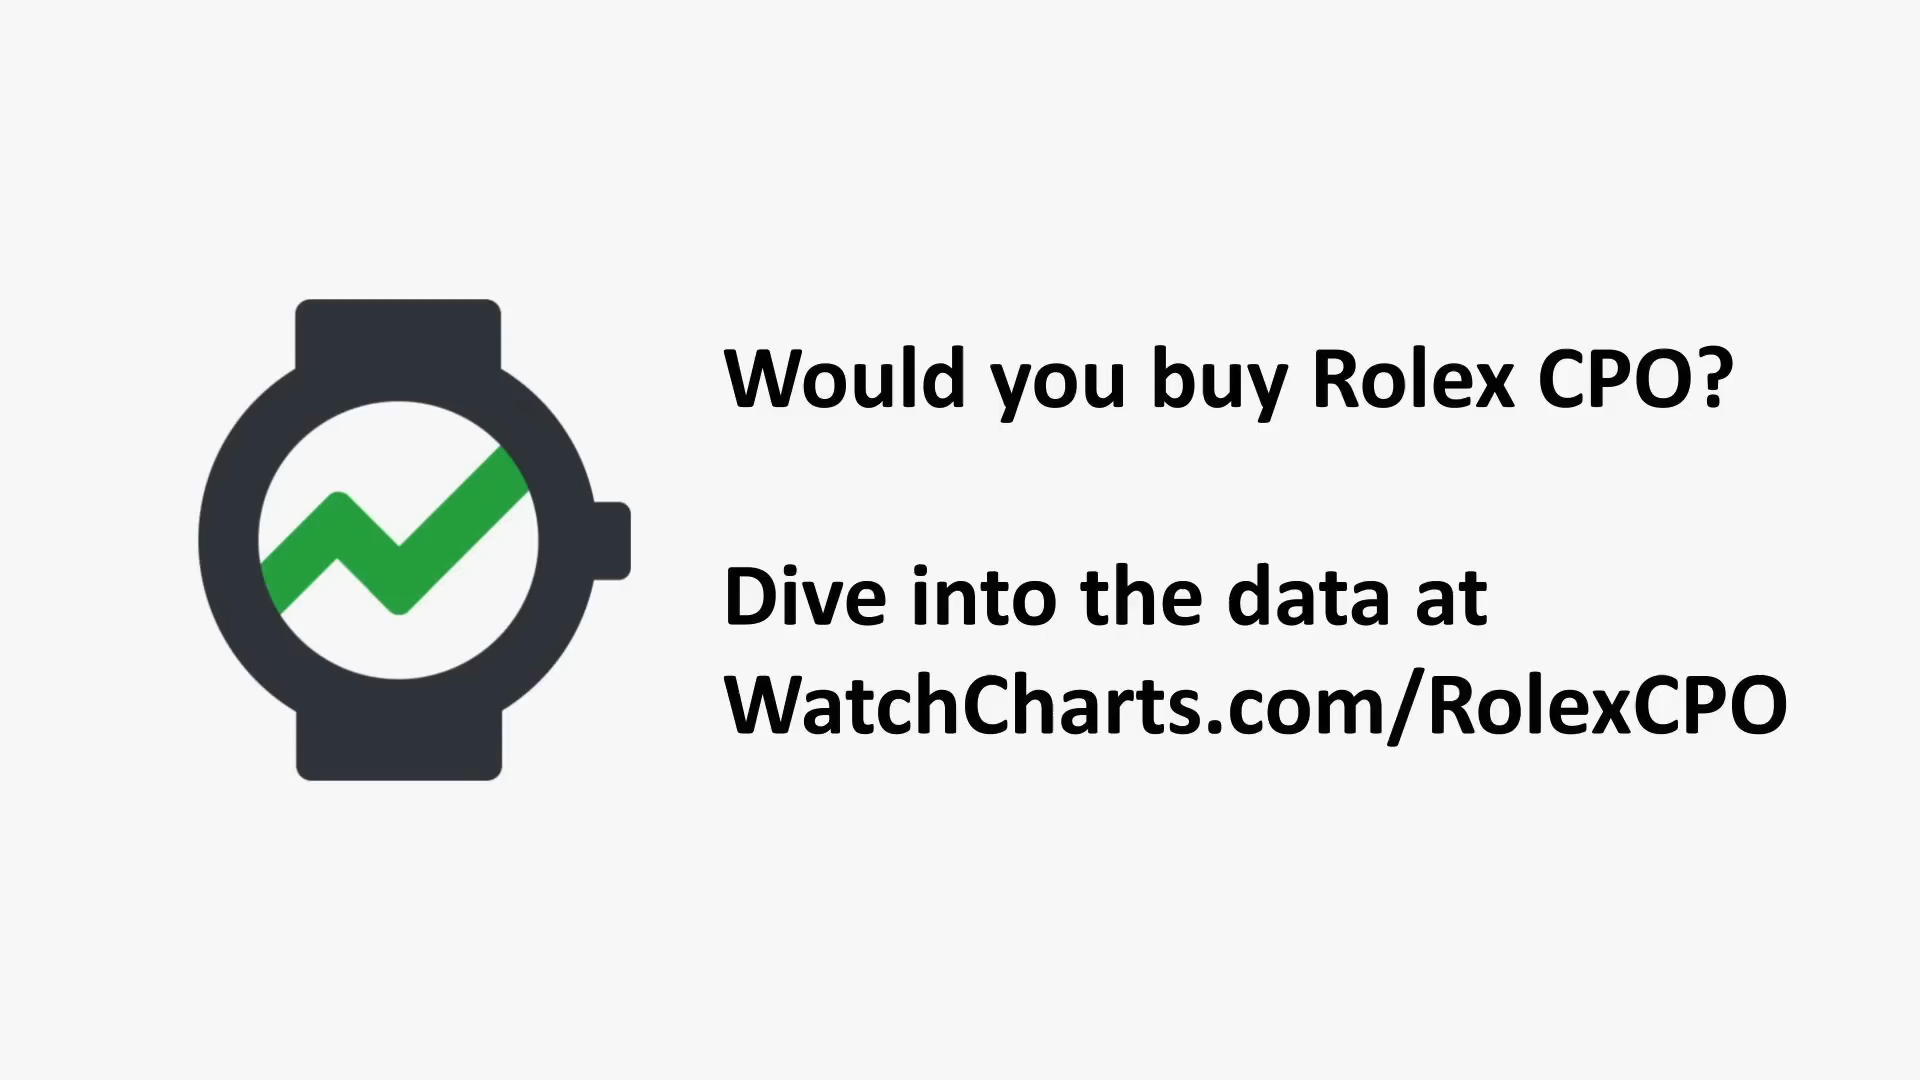 Would you buy Rolex CPO?
Dive into the data at
WatchCharts.com/RolexCPO